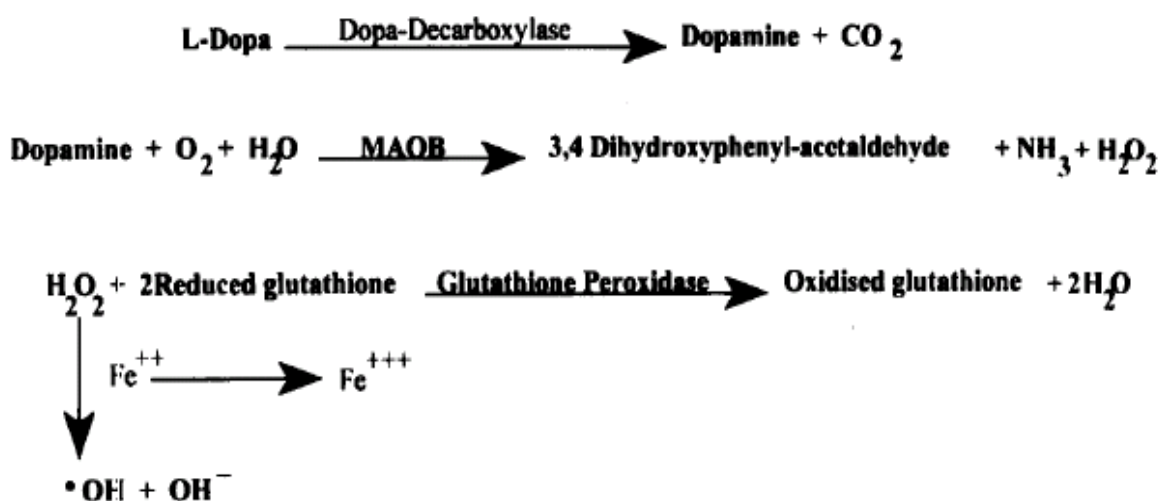 L-Dopa Dopa-Decarboxylase Dopamine + CO2
Dopamine + O2 + H2O MAOB 3,4 Dihydroxyphenyl-acetaldehyde + NH3 + H2O2
H2O2 + 2Reduced glutathione Glutathione Peroxidase Oxidised glutathione + 2H2O
Fe++ Fe+++
•OH + OH−